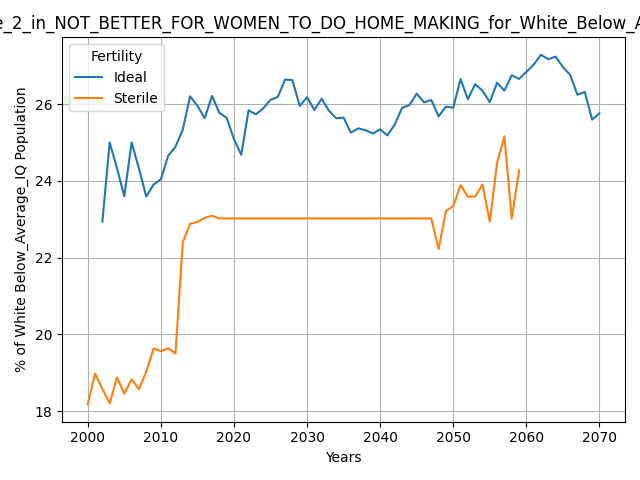 e_2_in_NOT_BETTER_FOR_WOMEN_TO_DO_HOME_MAKING_for_White_Below_A
Fertility
Ideal
Sterile
% of White Below_Average_IQ Population
26
24
22
20
18
2000 2010 2020 2030 2040 2050 2060 2070
Years